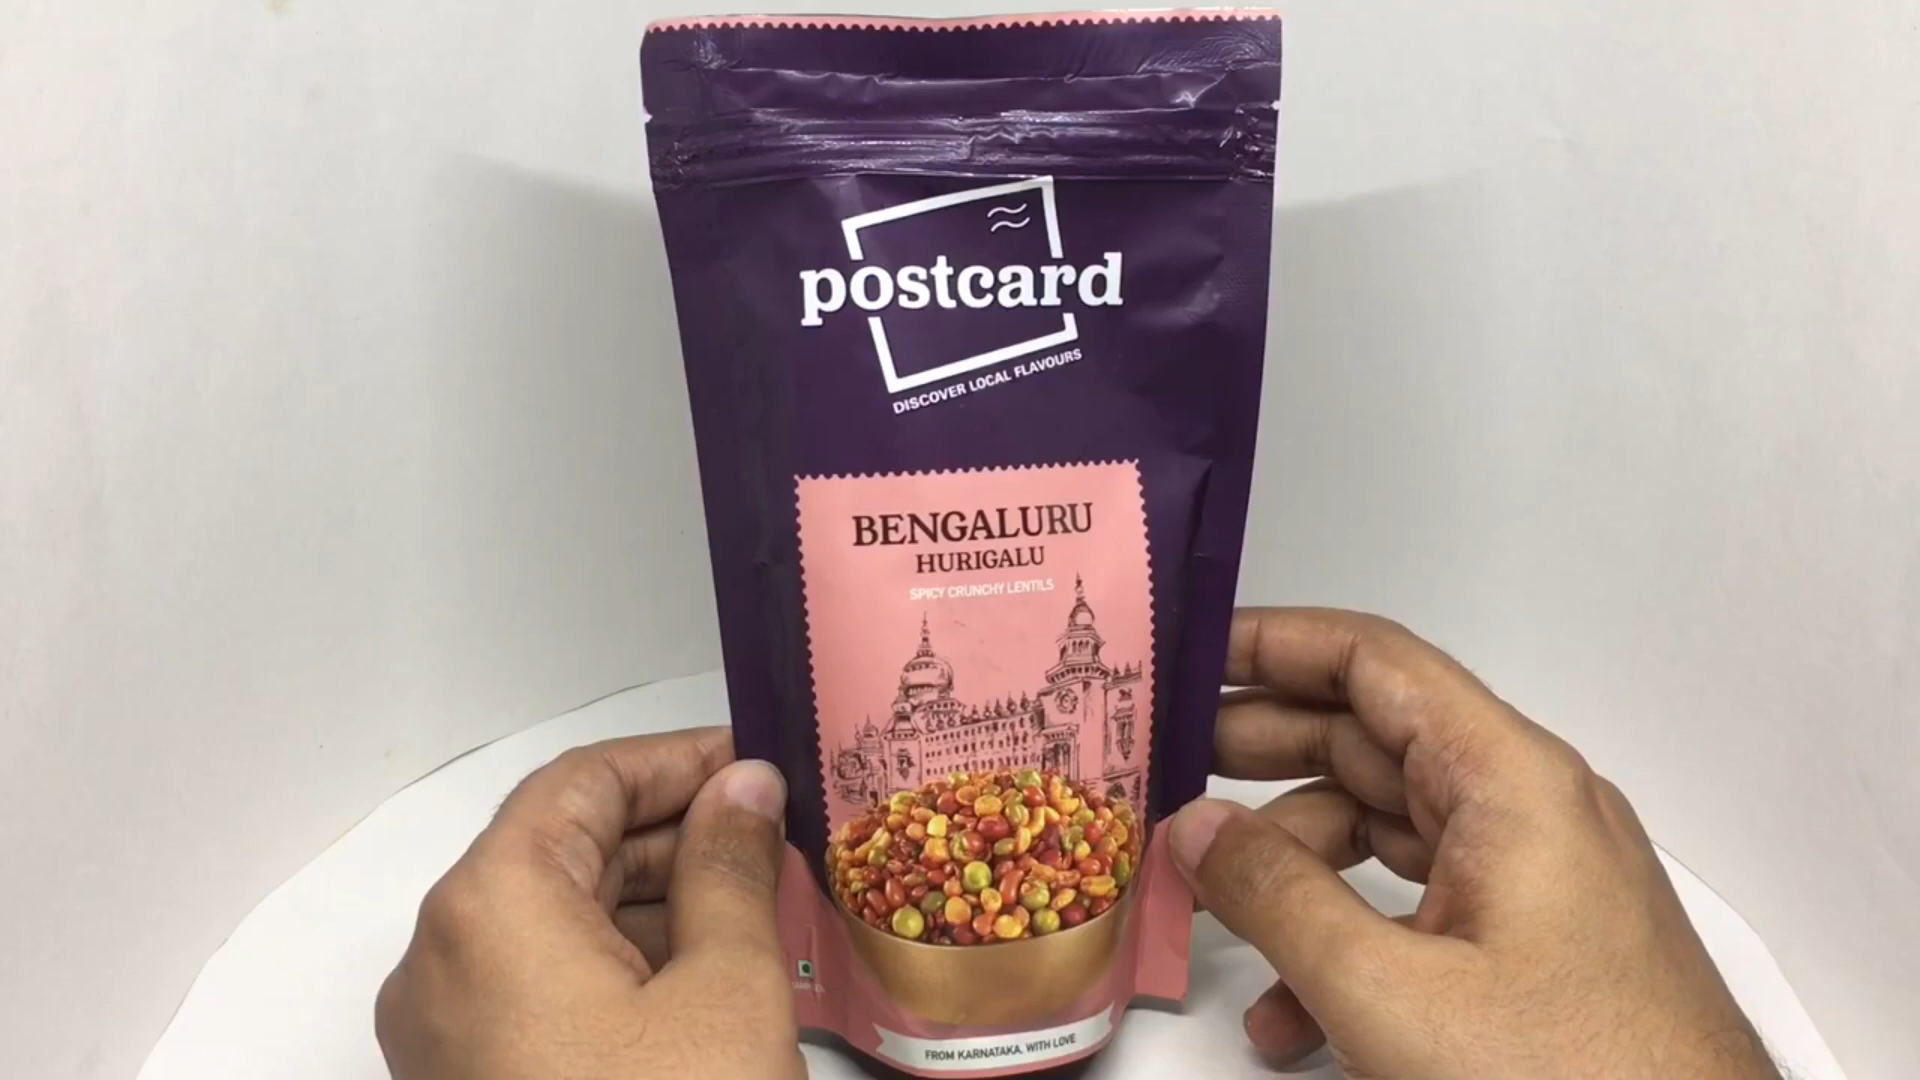 postcard
DISCOVER LOCAL FLAVOURS
BENGALURU
HURIGALU
SPICY CRUNCHY LENTILS
FROM KARNATAKA, WITH LOVE